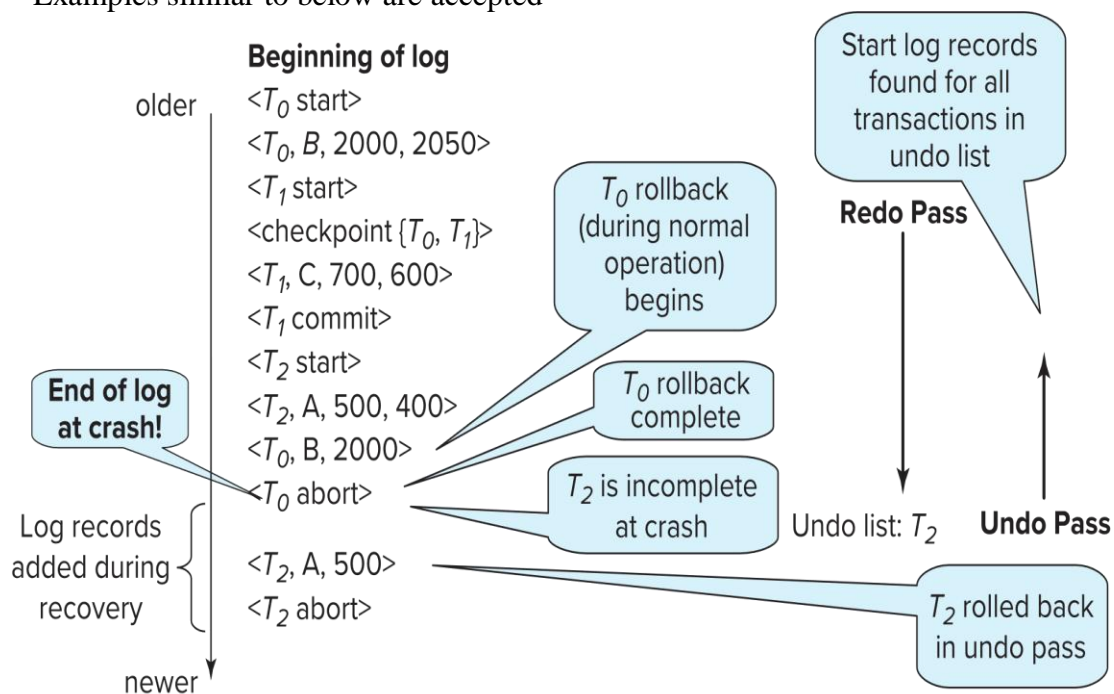 Examples similar to below are accepted
Beginning of log
older
<T0 start>
<T0, B, 2000, 2050>
<T1 start>
<checkpoint {T0, T1}>
<T1, C, 700, 600>
<T1 commit>
<T2 start>
<T2, A, 500, 400>
<T0, B, 2000>
<T0 abort>
<T2, A, 500>
<T2 abort>
newer
End of log
at crash!
Log records
added during
recovery
T0 rollback
(during normal
operation)
begins
T0 rollback
complete
T2 is incomplete
at crash
Start log records
found for all
transactions in
undo list
Redo Pass
Undo list: T2
Undo Pass
T2 rolled back
in undo pass